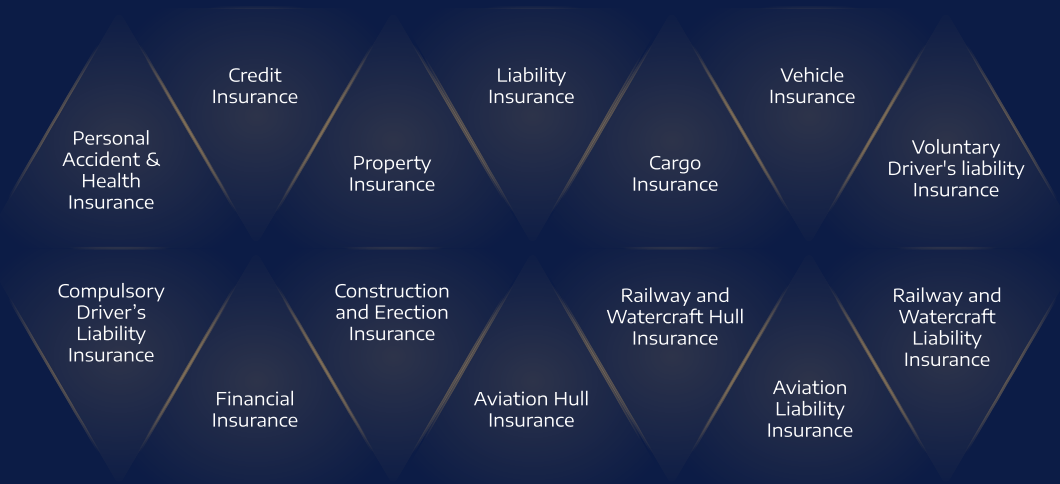 Personal
Accident &
Health
Insurance
Credit
Insurance
Property
Insurance
Liability
Insurance
Cargo
Insurance
Vehicle
Insurance
Voluntary
Driver's liability
Insurance
Compulsory
Driver’s
Liability
Insurance
Financial
Insurance
Construction
and Erection
Insurance
Aviation Hull
Insurance
Railway and
Watercraft Hull
Insurance
Aviation
Liability
Insurance
Railway and
Watercraft
Liability
Insurance